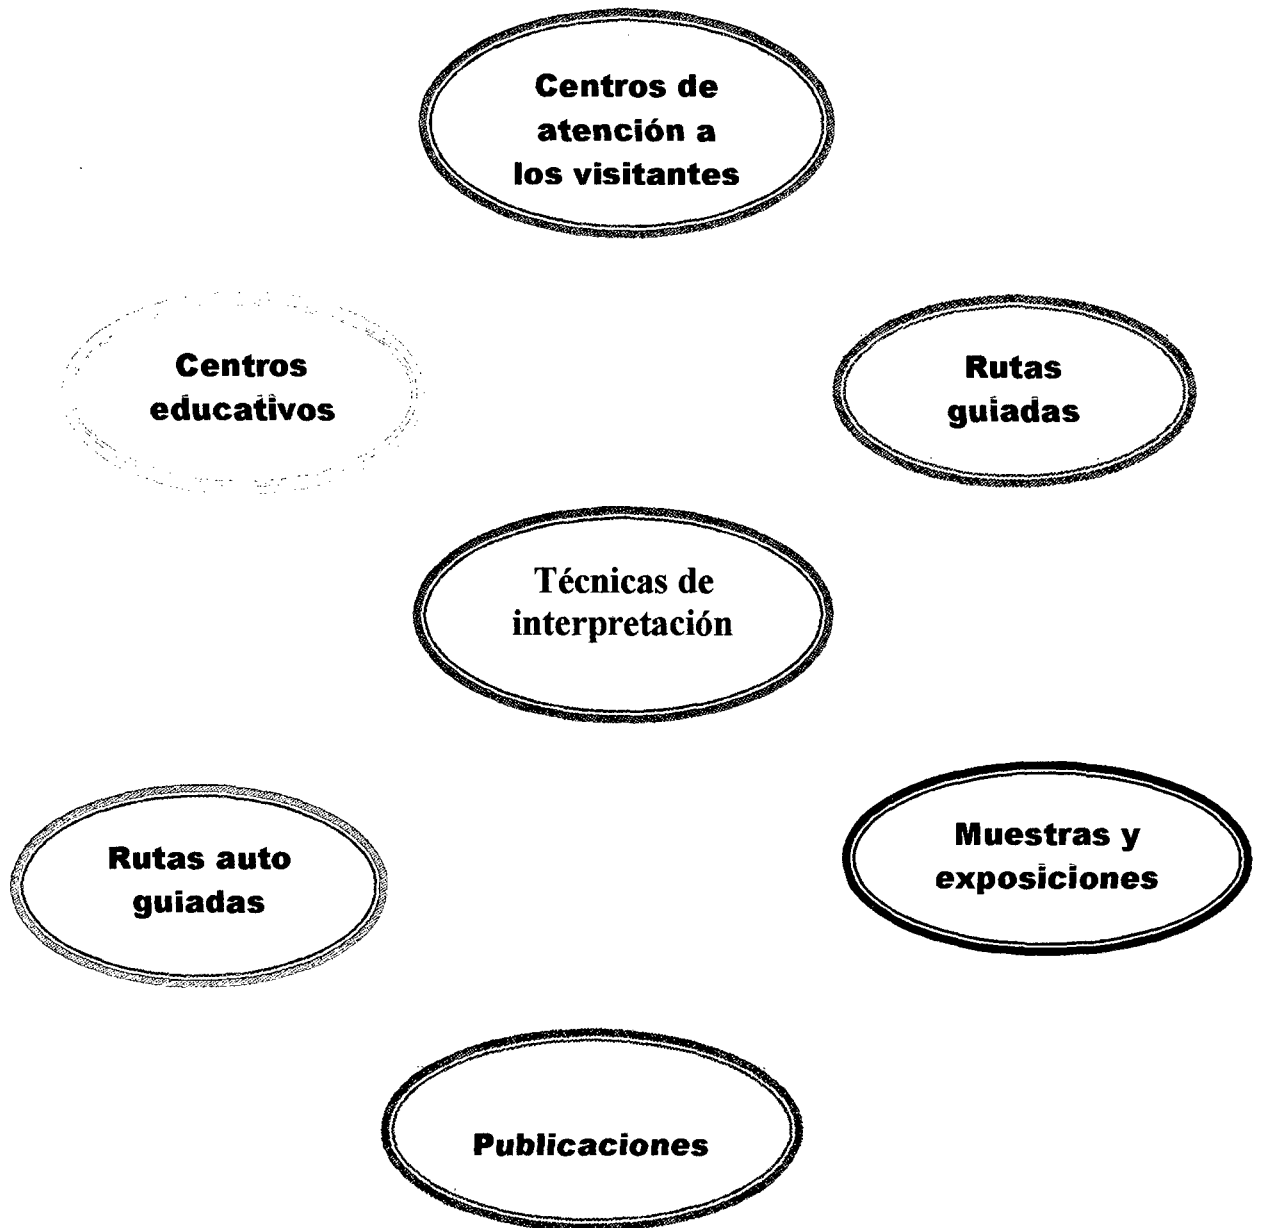 Centros de
atención a
los visitantes
Centros
educativos
Rutas
guiadas
Técnicas de
interpretación
Rutas auto
guiadas
Muestras y
exposiciones
Publicaciones